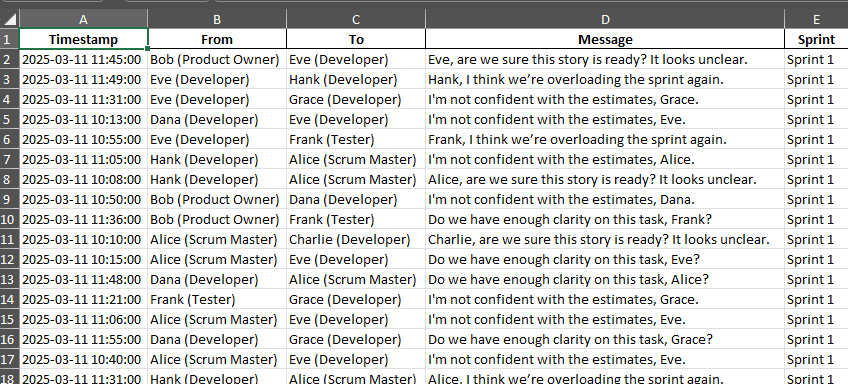 A B C D E
1 Timestamp From To Message Sprint
2 2025-03-11 11:45:00 Bob (Product Owner) Eve (Developer) Eve, are we sure this story is ready? It looks unclear. Sprint 1
3 2025-03-11 11:49:00 Eve (Developer) Hank (Developer) Hank, I think we’re overloading the sprint again. Sprint 1
4 2025-03-11 11:31:00 Eve (Developer) Grace (Developer) I'm not confident with the estimates, Grace. Sprint 1
5 2025-03-11 10:13:00 Dana (Developer) Eve (Developer) I'm not confident with the estimates, Eve. Sprint 1
6 2025-03-11 10:55:00 Eve (Developer) Frank (Tester) Frank, I think we’re overloading the sprint again. Sprint 1
7 2025-03-11 11:05:00 Hank (Developer) Alice (Scrum Master) I'm not confident with the estimates, Alice. Sprint 1
8 2025-03-11 10:08:00 Hank (Developer) Alice (Scrum Master) Alice, are we sure this story is ready? It looks unclear. Sprint 1
9 2025-03-11 10:50:00 Bob (Product Owner) Dana (Developer) I'm not confident with the estimates, Dana. Sprint 1
10 2025-03-11 11:36:00 Bob (Product Owner) Frank (Tester) Do we have enough clarity on this task, Frank? Sprint 1
11 2025-03-11 10:10:00 Alice (Scrum Master) Charlie (Developer) Charlie, are we sure this story is ready? It looks unclear. Sprint 1
12 2025-03-11 10:15:00 Alice (Scrum Master) Eve (Developer) Do we have enough clarity on this task, Eve? Sprint 1
13 2025-03-11 11:48:00 Dana (Developer) Alice (Scrum Master) Do we have enough clarity on this task, Alice? Sprint 1
14 2025-03-11 11:21:00 Frank (Tester) Grace (Developer) I'm not confident with the estimates, Grace. Sprint 1
15 2025-03-11 11:06:00 Alice (Scrum Master) Eve (Developer) I'm not confident with the estimates, Eve. Sprint 1
16 2025-03-11 11:55:00 Dana (Developer) Grace (Developer) Do we have enough clarity on this task, Grace? Sprint 1
17 2025-03-11 10:40:00 Alice (Scrum Master) Eve (Developer) I'm not confident with the estimates, Eve. Sprint 1
18 2025-03-11 11:31:00 Hank (Developer) Alice (Scrum Master) Alice, I think we’re overloading the sprint again. Sprint 1